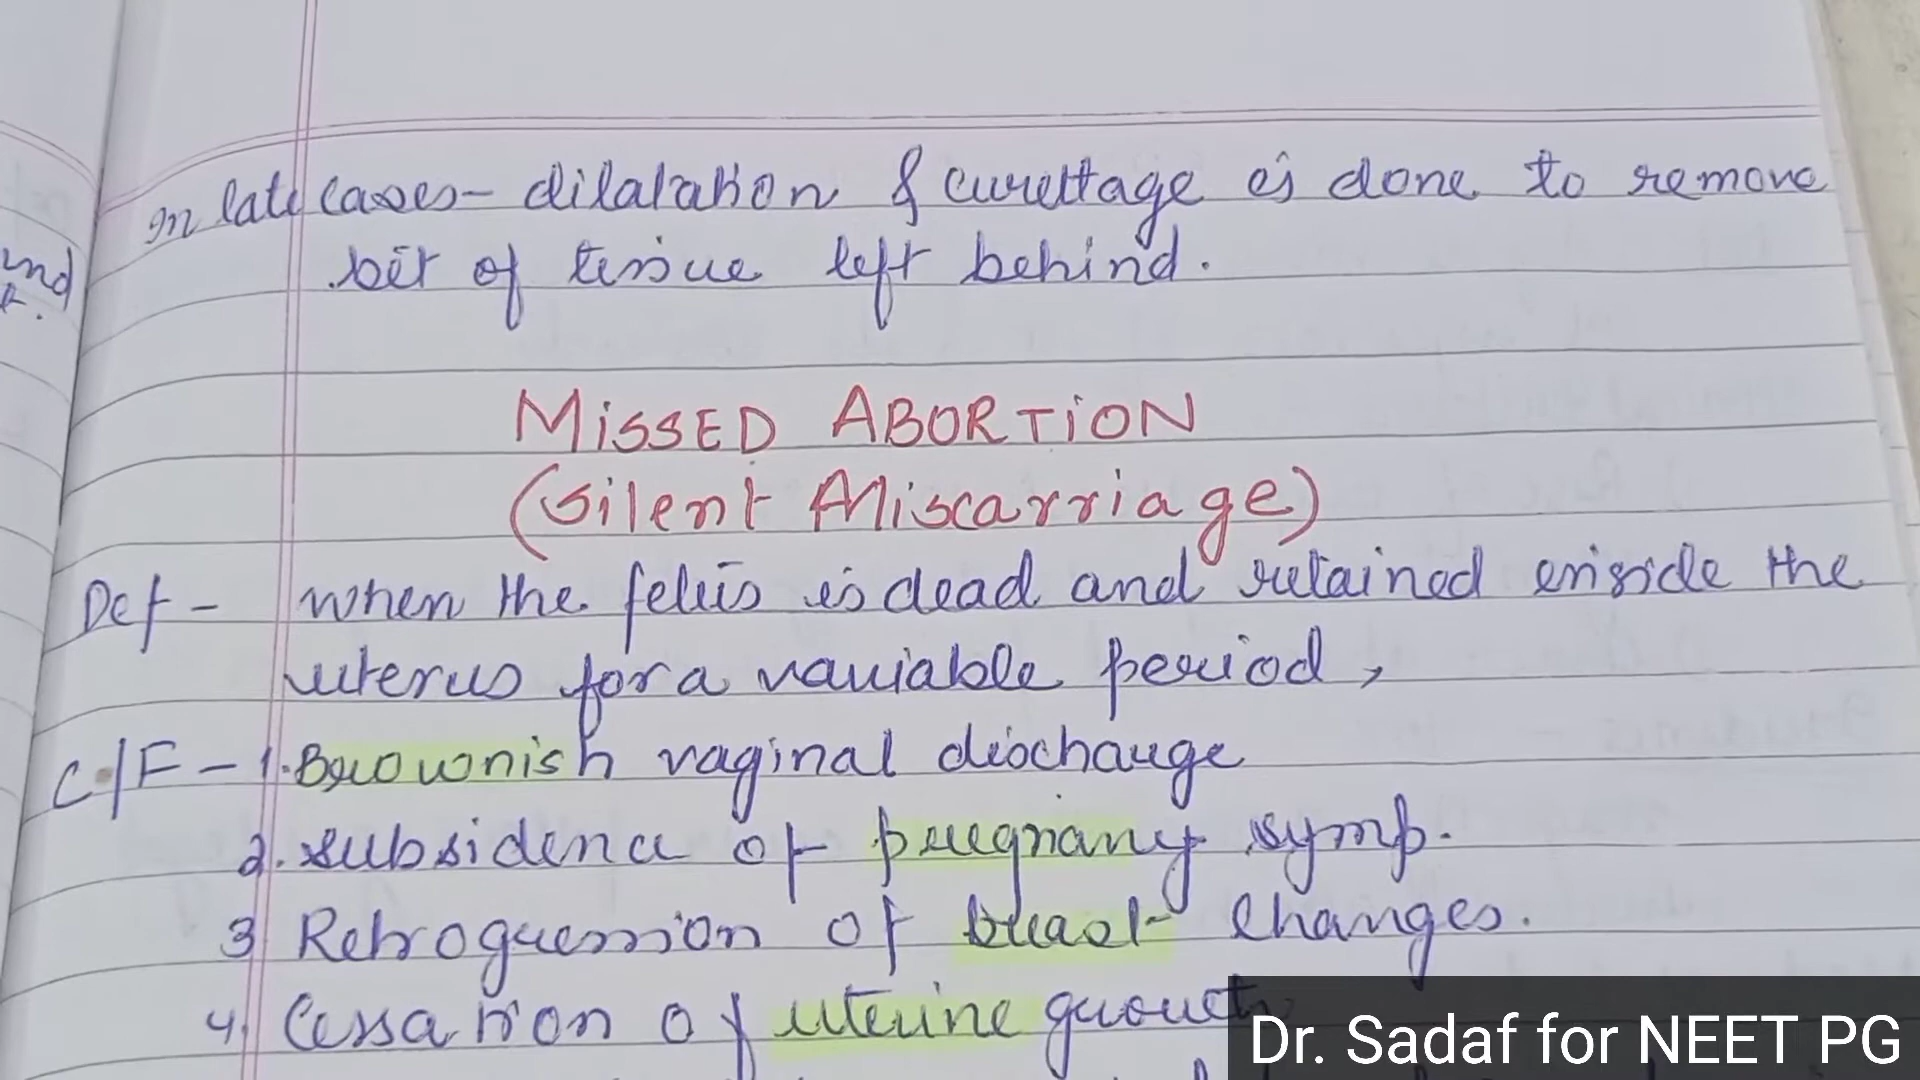 In late cases - dilatation & curettage is done to remove
bit of tissue left behind.
MiSSED ABORTiON
(Silent Miscarriage)
Def - when the fetus is dead and retained inside the
uterus for a variable period,
C/F - 1. Brownish vaginal discharge
2. subsidence of pregnancy symp.
3 Retrogression of breast changes.
4. Cessation of uterine growth
Dr. Sadaf for NEET PG